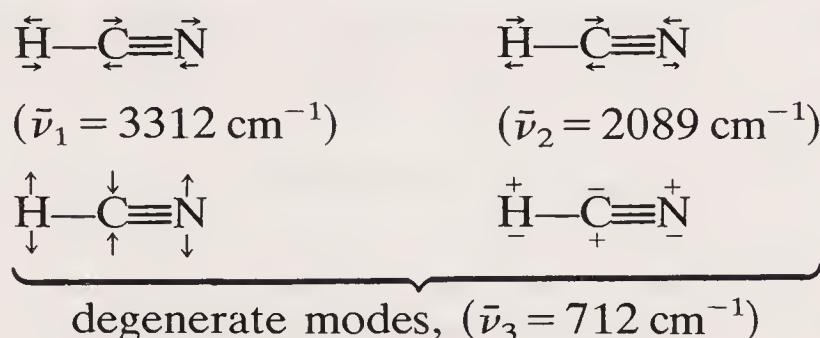 H—C≡N H—C≡N
(ν̄₁ = 3312 cm⁻¹) (ν̄₂ = 2089 cm⁻¹)
H—C≡N H—C≡N
degenerate modes, (ν̄₃ = 712 cm⁻¹)